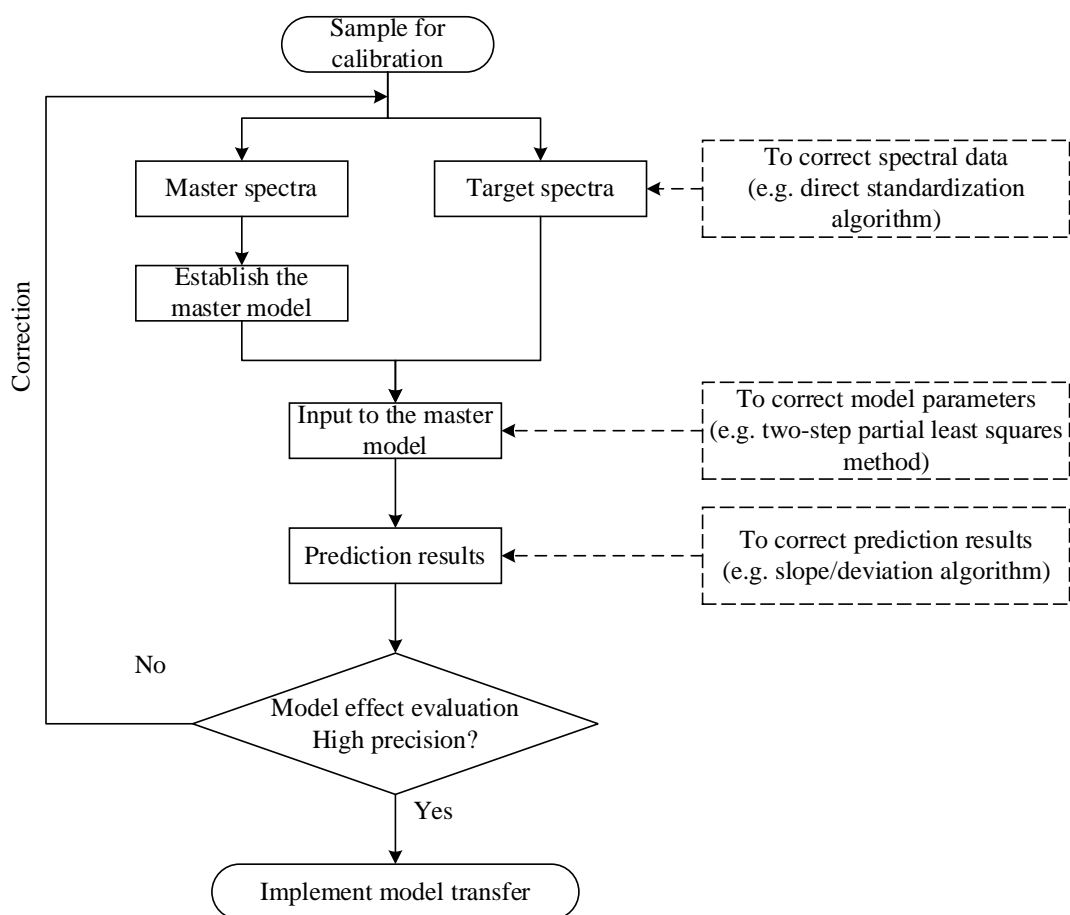 Sample for
calibration
Master spectra
Target spectra
To correct spectral data
(e.g. direct standardization
algorithm)
Establish the
master model
Correction
Input to the master
model
To correct model parameters
(e.g. two-step partial least squares
method)
Prediction results
To correct prediction results
(e.g. slope/deviation algorithm)
No
Model effect evaluation
High precision?
Yes
Implement model transfer